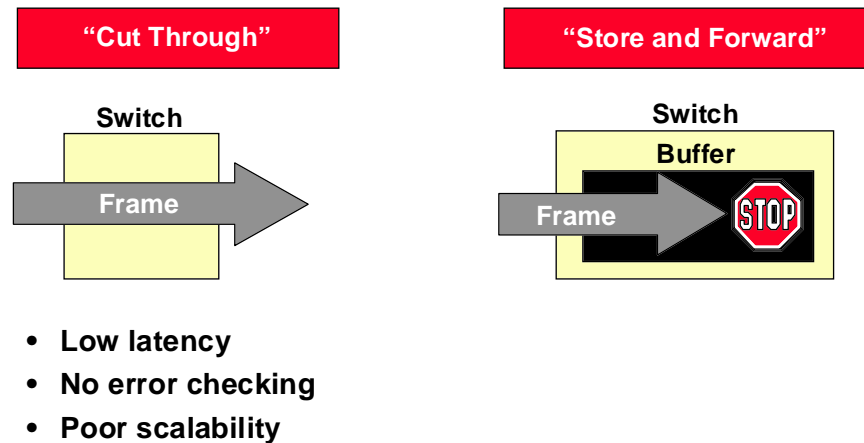 “Cut Through”
Switch
Frame
• Low latency
• No error checking
• Poor scalability
“Store and Forward”
Switch
Buffer
Frame
STOP